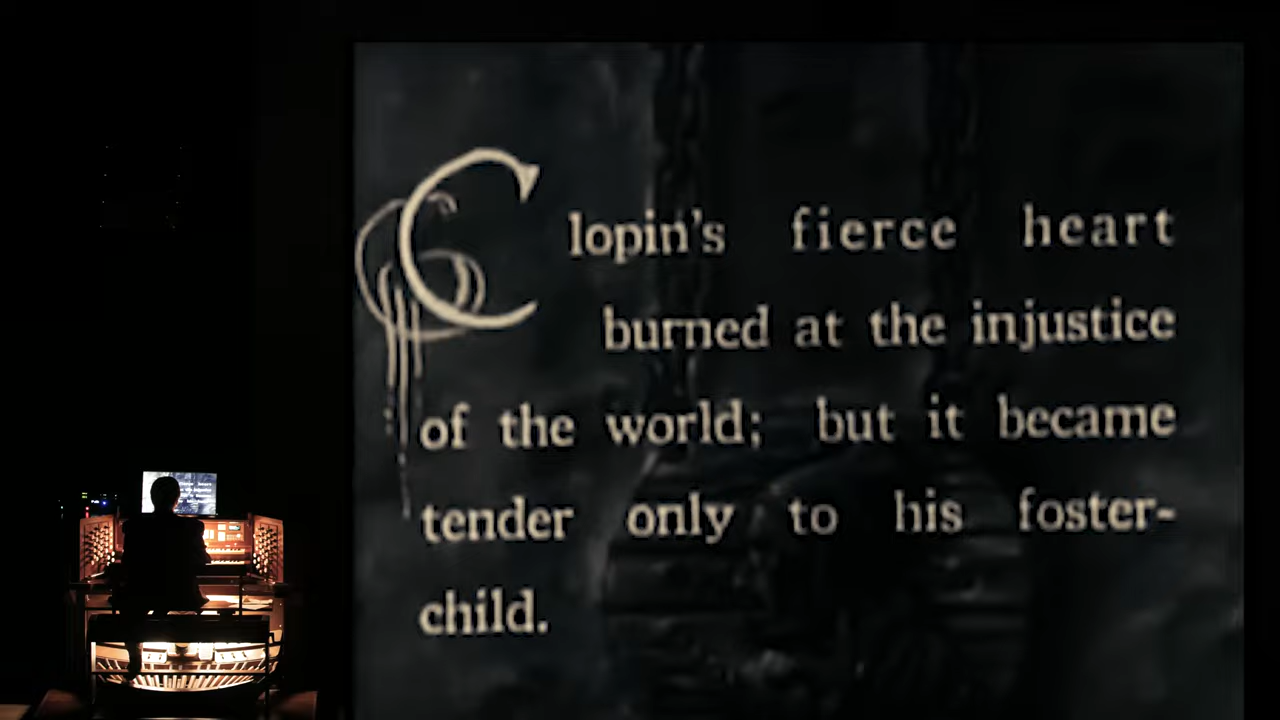 Clopin's fierce heart
burned at the injustice
of the world; but it became
tender only to his foster-
child.